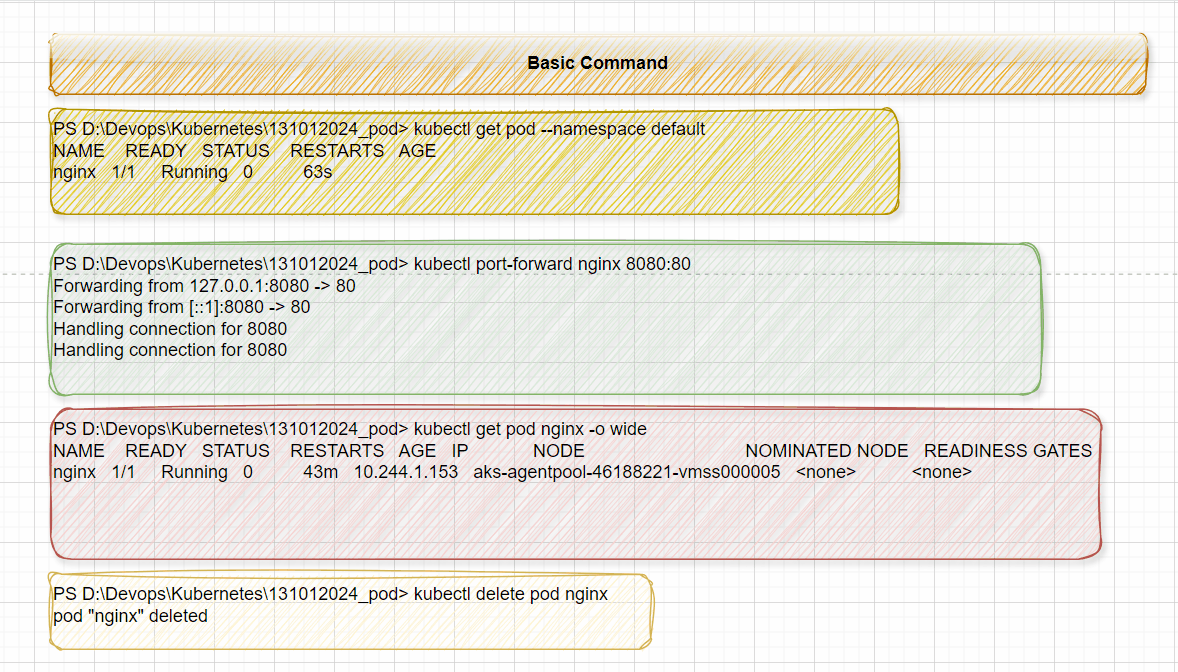 Basic Command
PS D:\Devops\Kubernetes\131012024_pod> kubectl get pod --namespace default
NAME READY STATUS RESTARTS AGE
nginx 1/1 Running 0 63s
PS D:\Devops\Kubernetes\131012024_pod> kubectl port-forward nginx 8080:80
Forwarding from 127.0.0.1:8080 -> 80
Forwarding from [::1]:8080 -> 80
Handling connection for 8080
Handling connection for 8080
PS D:\Devops\Kubernetes\131012024_pod> kubectl get pod nginx -o wide
NAME READY STATUS RESTARTS AGE IP NODE NOMINATED NODE READINESS GATES
nginx 1/1 Running 0 43m 10.244.1.153 aks-agentpool-46188221-vmss000005 <none> <none>
PS D:\Devops\Kubernetes\131012024_pod> kubectl delete pod nginx
pod "nginx" deleted